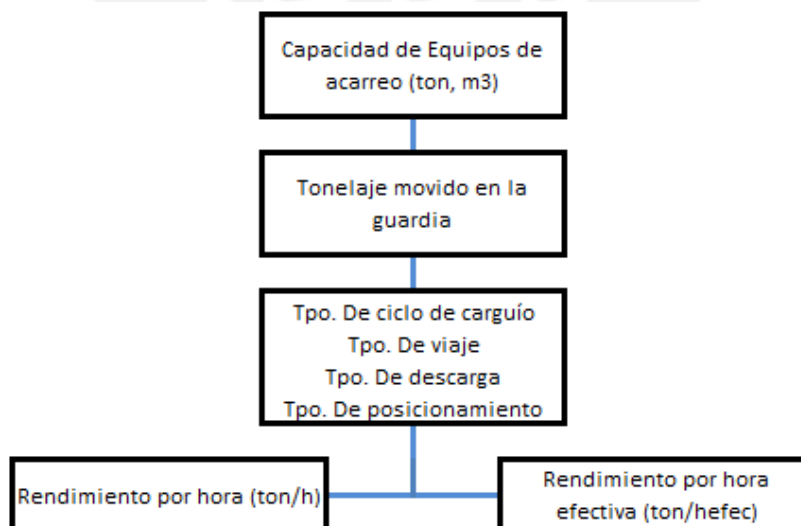 Capacidad de Equipos de
acarreo (ton, m3)
Tonelaje movido en la
guardia
Tpo. De ciclo de carguío
Tpo. De viaje
Tpo. De descarga
Tpo. De posicionamiento
Rendimiento por hora (ton/h)
Rendimiento por hora
efectiva (ton/hefec)